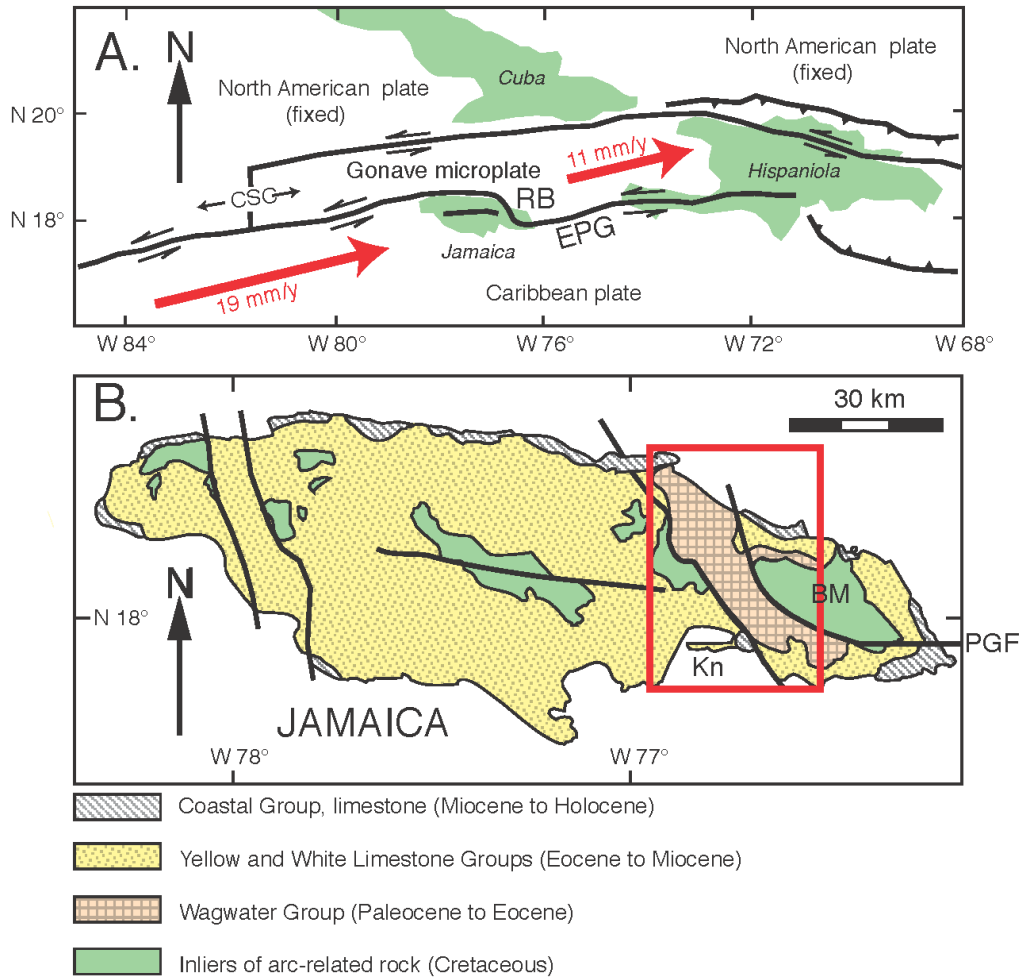 A.
N
North American plate
(fixed)
Cuba
North American plate
(fixed)
N 20°
11 mm/y
Gonave microplate
Hispaniola
CSC
RB
N 18°
EPG
Jamaica
19 mm/y
Caribbean plate
W 84°
W 80°
W 76°
W 72°
W 68°
B.
30 km
N
BM
N 18°
PGF
Kn
JAMAICA
W 78°
W 77°
Coastal Group, limestone (Miocene to Holocene)
Yellow and White Limestone Groups (Eocene to Miocene)
Wagwater Group (Paleocene to Eocene)
Inliers of arc-related rock (Cretaceous)